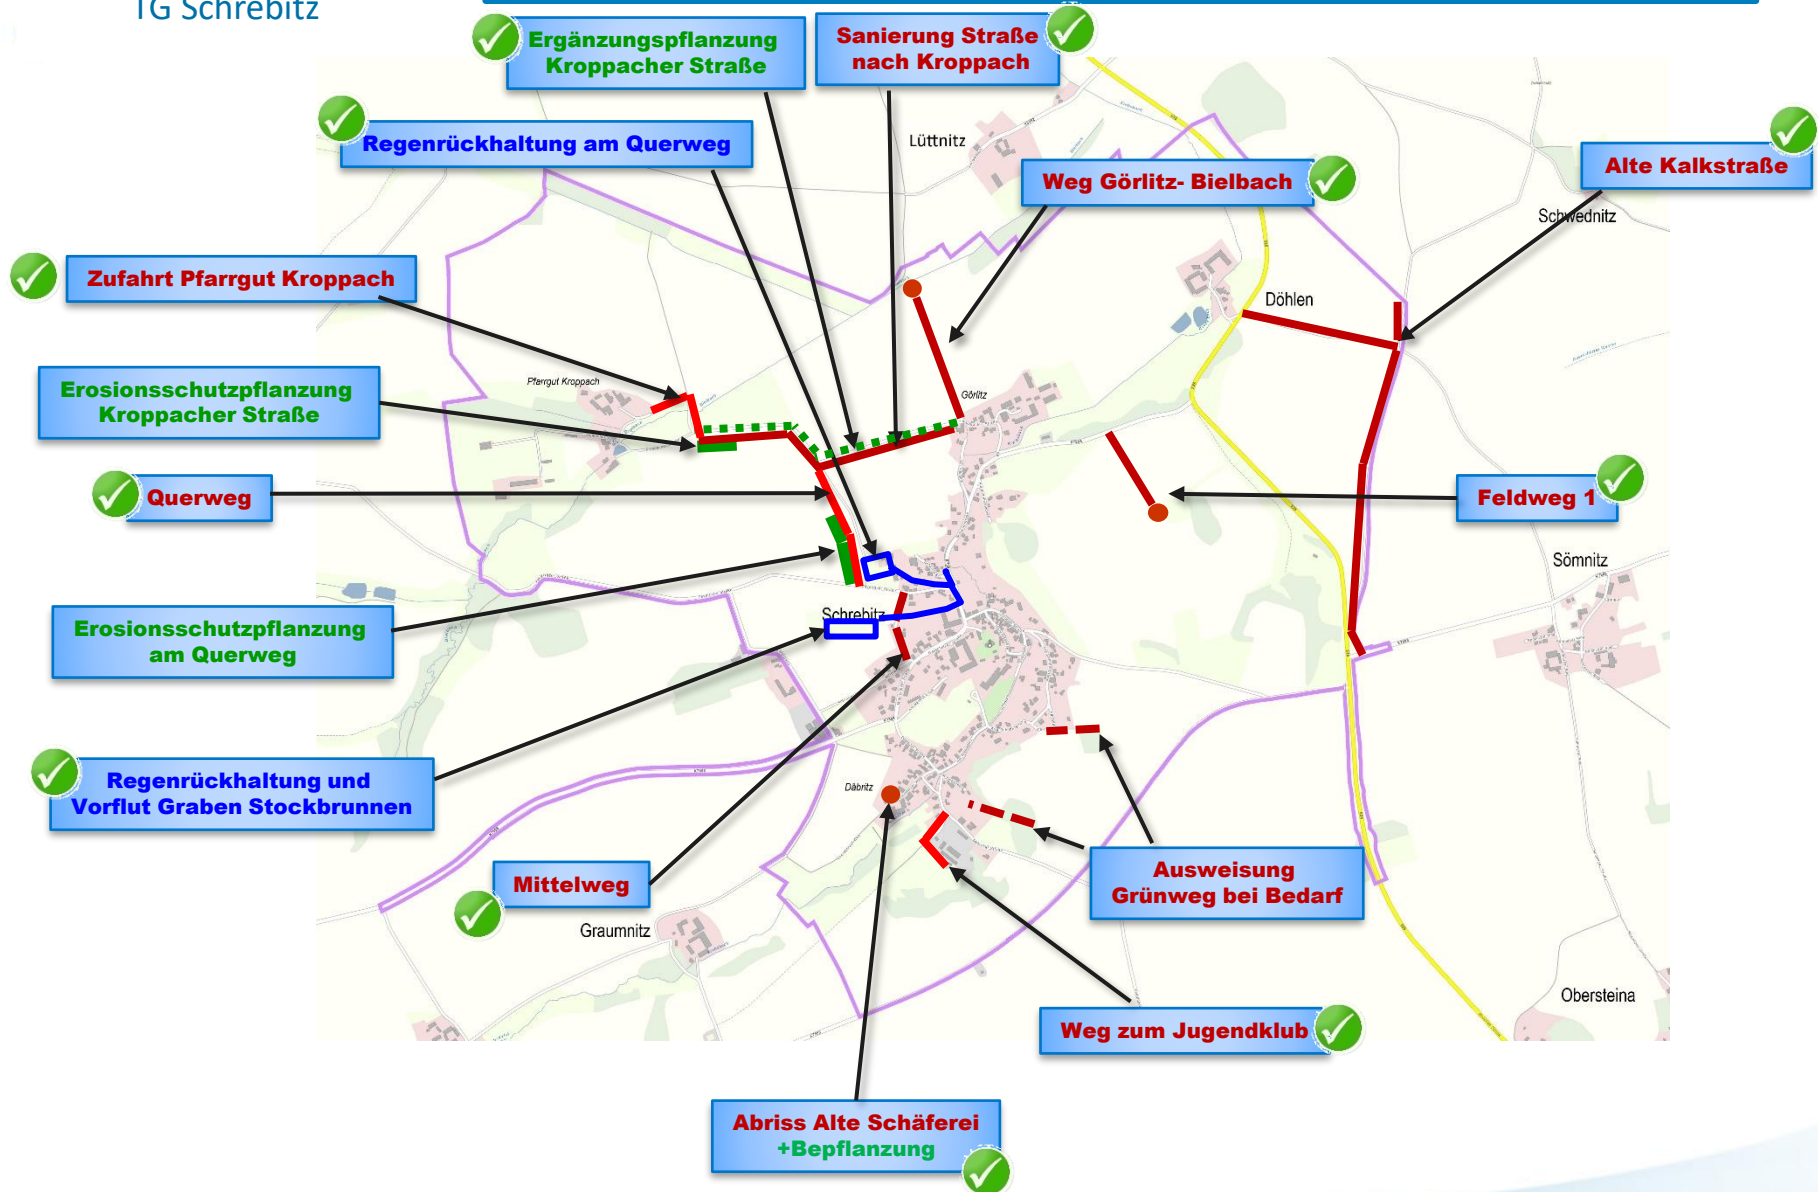 TG Schrebitz
Ergänzungspflanzung
Kroppacher Straße
Sanierung Straße
nach Kroppach
Regenrückhaltung am Querweg
Lüttnitz
Weg Görlitz- Bielbach
Alte Kalkstraße
Schwednitz
Zufahrt Pfarrgut Kroppach
Döhlen
Erosionsschutzpflanzung
Kroppacher Straße
Pfarrgut Kroppach
Görlitz
Querweg
Feldweg 1
Sömnitz
Erosionsschutzpflanzung
am Querweg
Schrebitz
Regenrückhaltung und
Vorflut Graben Stockbrunnen
Däbritz
Mittelweg
Ausweisung
Grünweg bei Bedarf
Graumnitz
Obersteina
Weg zum Jugendklub
Abriss Alte Schäferei
+Bepflanzung